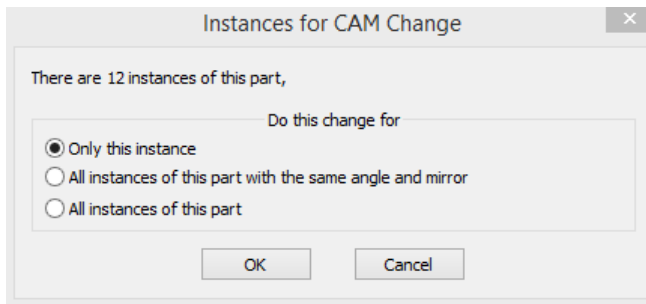 Instances for CAM Change
There are 12 instances of this part,
Do this change for
Only this instance
All instances of this part with the same angle and mirror
All instances of this part
OK Cancel